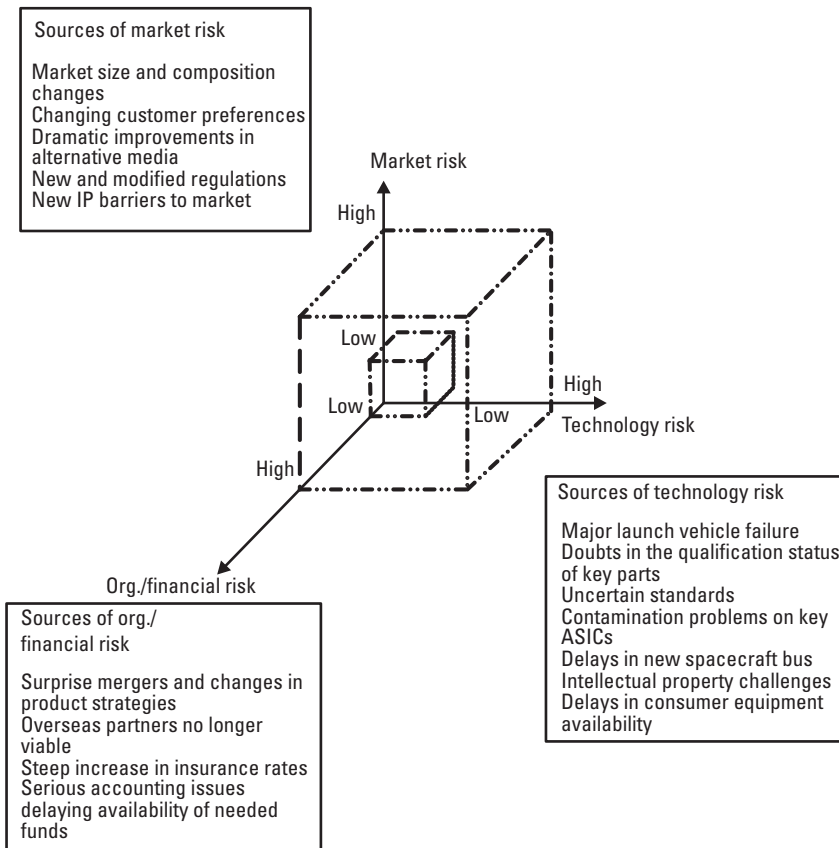 Sources of market risk
Market size and composition
changes
Changing customer preferences
Dramatic improvements in
alternative media
New and modified regulations
New IP barriers to market
Market risk
High
Low
Low
Low
High
Technology risk
High
Org./financial risk
Sources of technology risk
Major launch vehicle failure
Doubts in the qualification status
of key parts
Uncertain standards
Contamination problems on key
ASICs
Delays in new spacecraft bus
Intellectual property challenges
Delays in consumer equipment
availability
Sources of org./
financial risk
Surprise mergers and changes in
product strategies
Overseas partners no longer
viable
Steep increase in insurance rates
Serious accounting issues
delaying availability of needed
funds